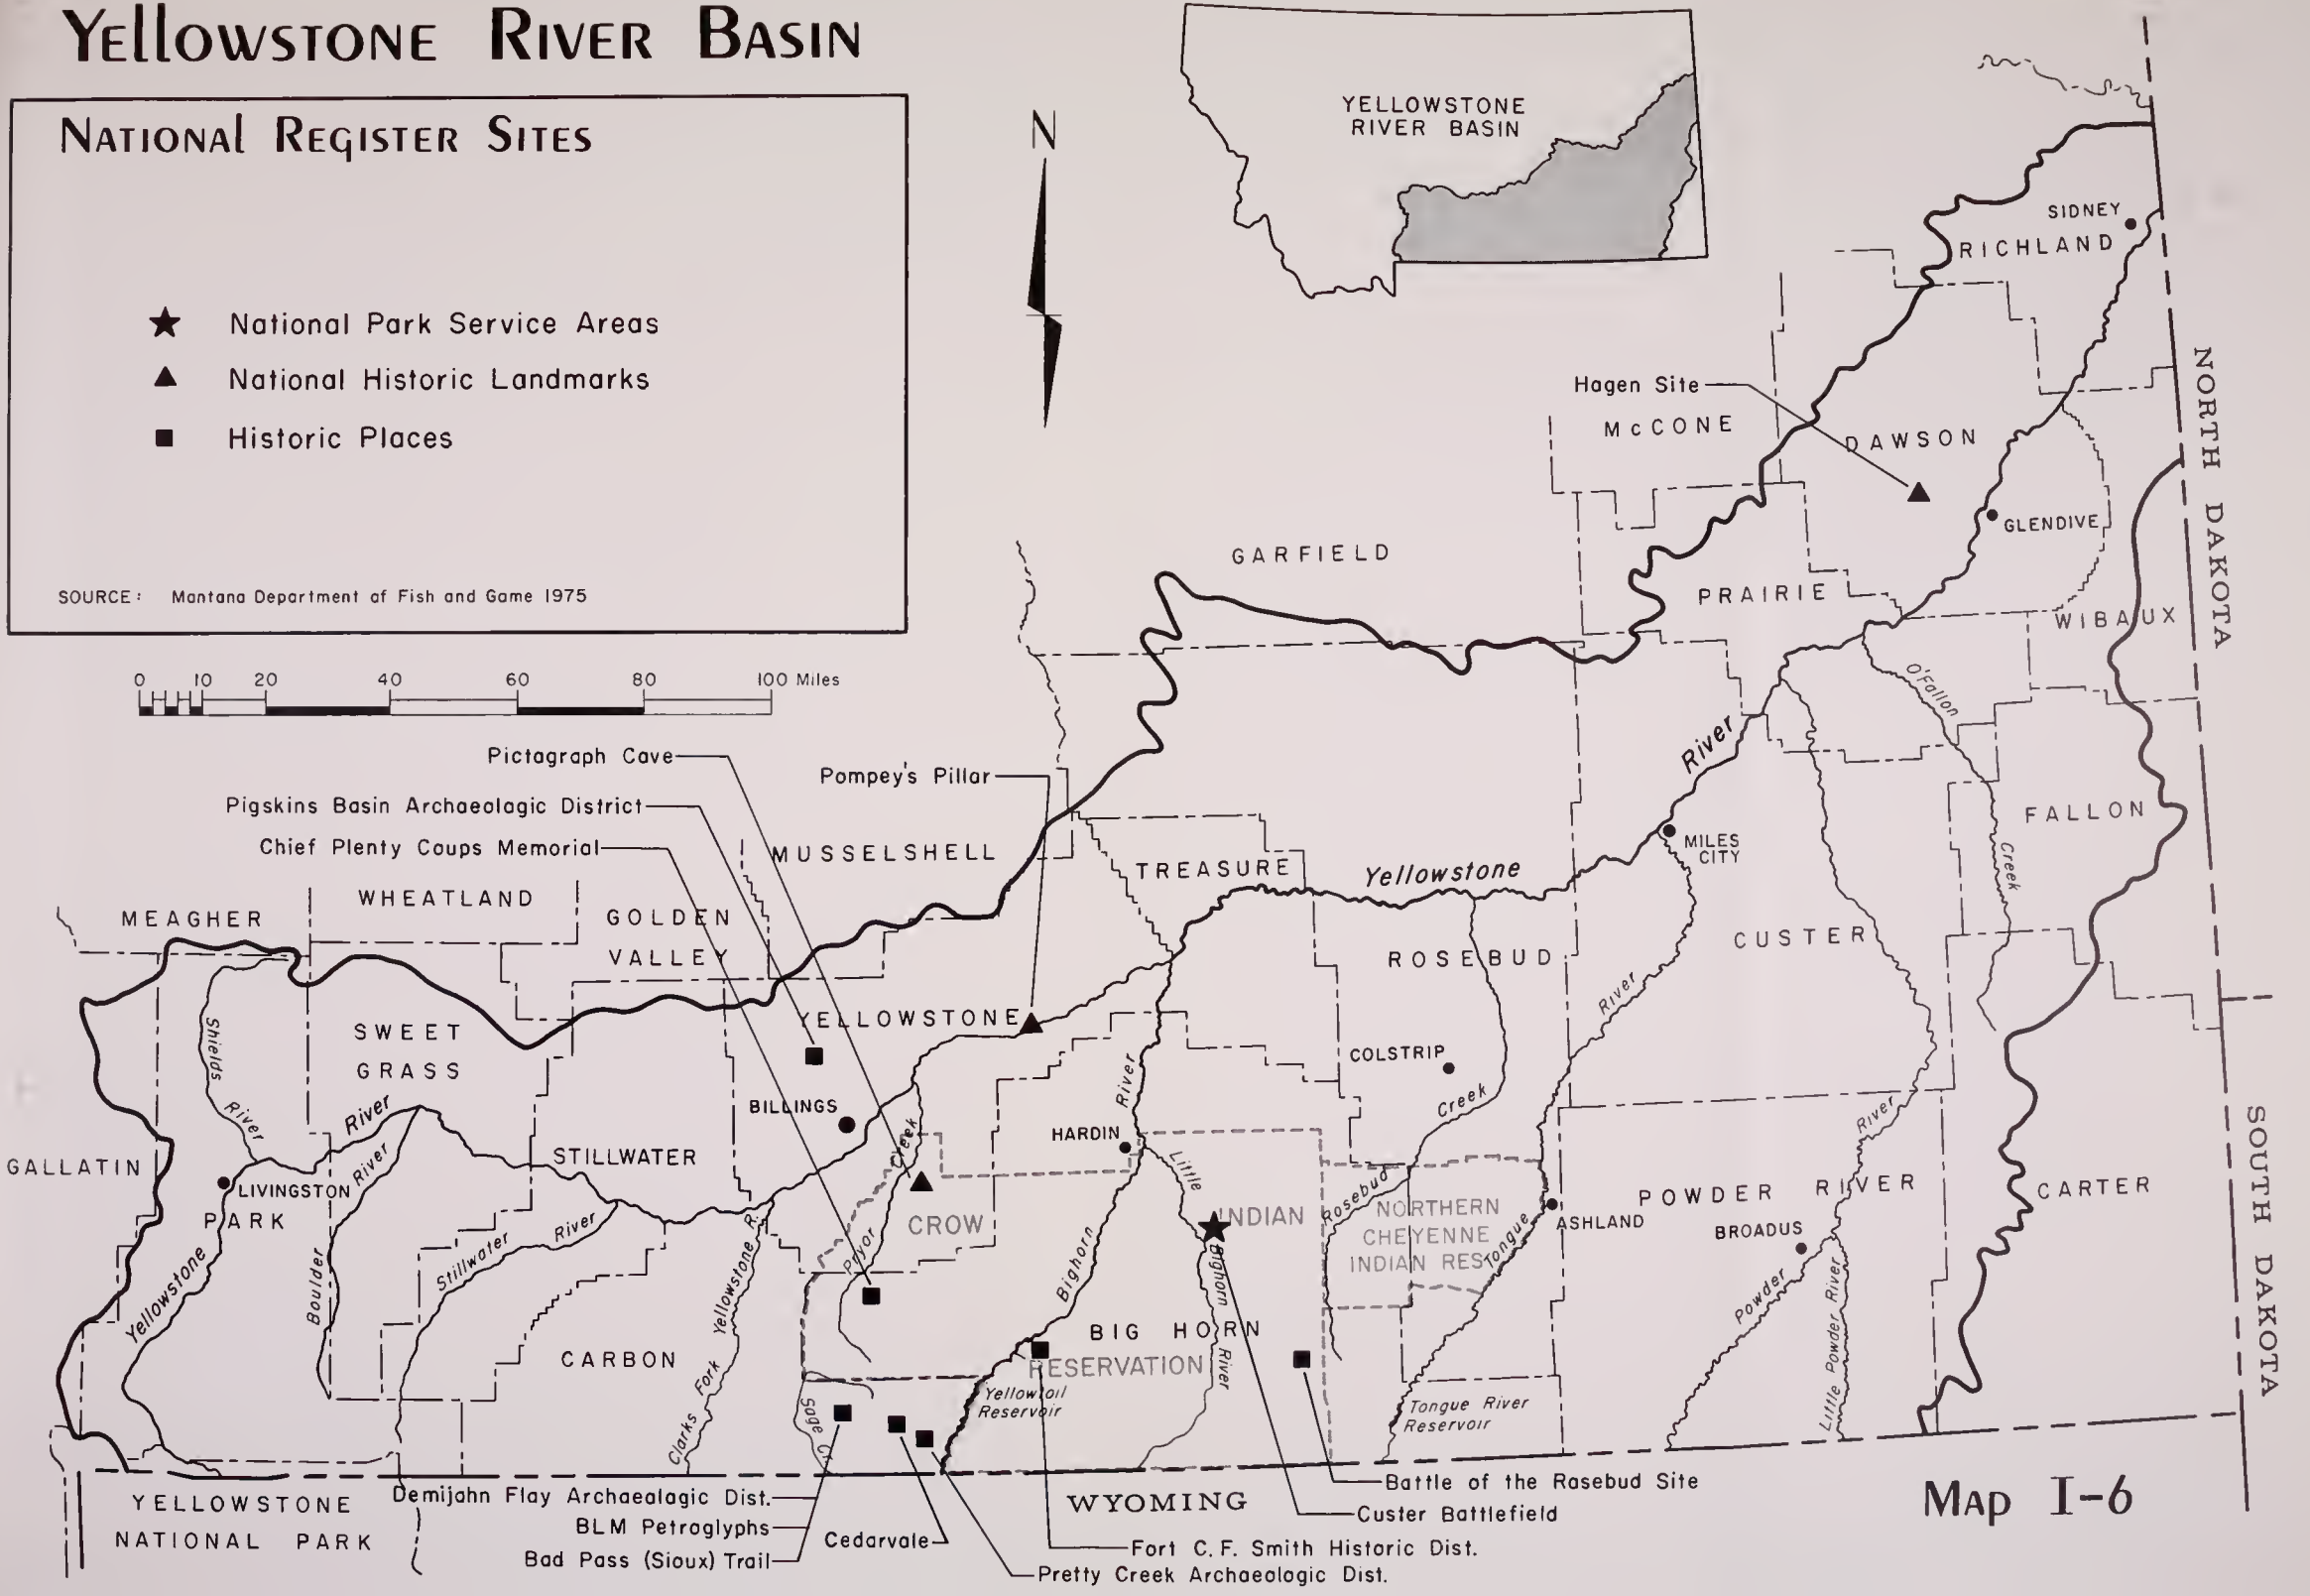 Yellowstone River Basin
National Register Sites
National Park Service Areas
National Historic Landmarks
Historic Places
SOURCE: Montana Department of Fish and Game 1975
0 10 20 40 60 80 100 Miles
N
YELLOWSTONE
RIVER BASIN
SIDNEY
RICHLAND
NORTH DAKOTA
Hagen Site
McCONE
DAWSON
GLENDIVE
GARFIELD
PRAIRIE
WIBAUX
O'Fallon
Creek
River
Pictagraph Cave
Pompey's Pillar
Pigskins Basin Archaeologic District
Chief Plenty Coups Memorial
MUSSELSHELL
TREASURE
Yellowstone
MILES
CITY
FALLON
MEAGHER
WHEATLAND
GOLDEN
VALLEY
ROSEBUD
CUSTER
River
YELLOWSTONE
SWEET
GRASS
Shields
River
COLSTRIP
Creek
River
BILLINGS
River
Creek
HARDIN
River
GALLATIN
STILLWATER
River
Little
LIVINGSTON
PARK
Rosebud
NORTHERN
CHEYENNE
INDIAN RES.
Tongue
ASHLAND
POWDER RIVER
BROADUS
CARTER
SOUTH DAKOTA
CROW
INDIAN
RESERVATION
Pryor
Bighorn
Bighorn
River
Stillwater
River
Boulder
Yellowstone
Clarks Fork Yellowstone R.
CARBON
BIG HORN
Powder
Little Powder River
Yellowtail
Reservoir
Tongue River
Reservoir
Sage Cr.
YELLOWSTONE
NATIONAL PARK
Demijahn Flay Archaealagic Dist.
BLM Petroglyphs
Bad Pass (Sioux) Trail
Cedarvale
WYOMING
Battle of the Rosebud Site
Custer Battlefield
Fort C. F. Smith Historic Dist.
Pretty Creek Archaeologic Dist.
Map I-6